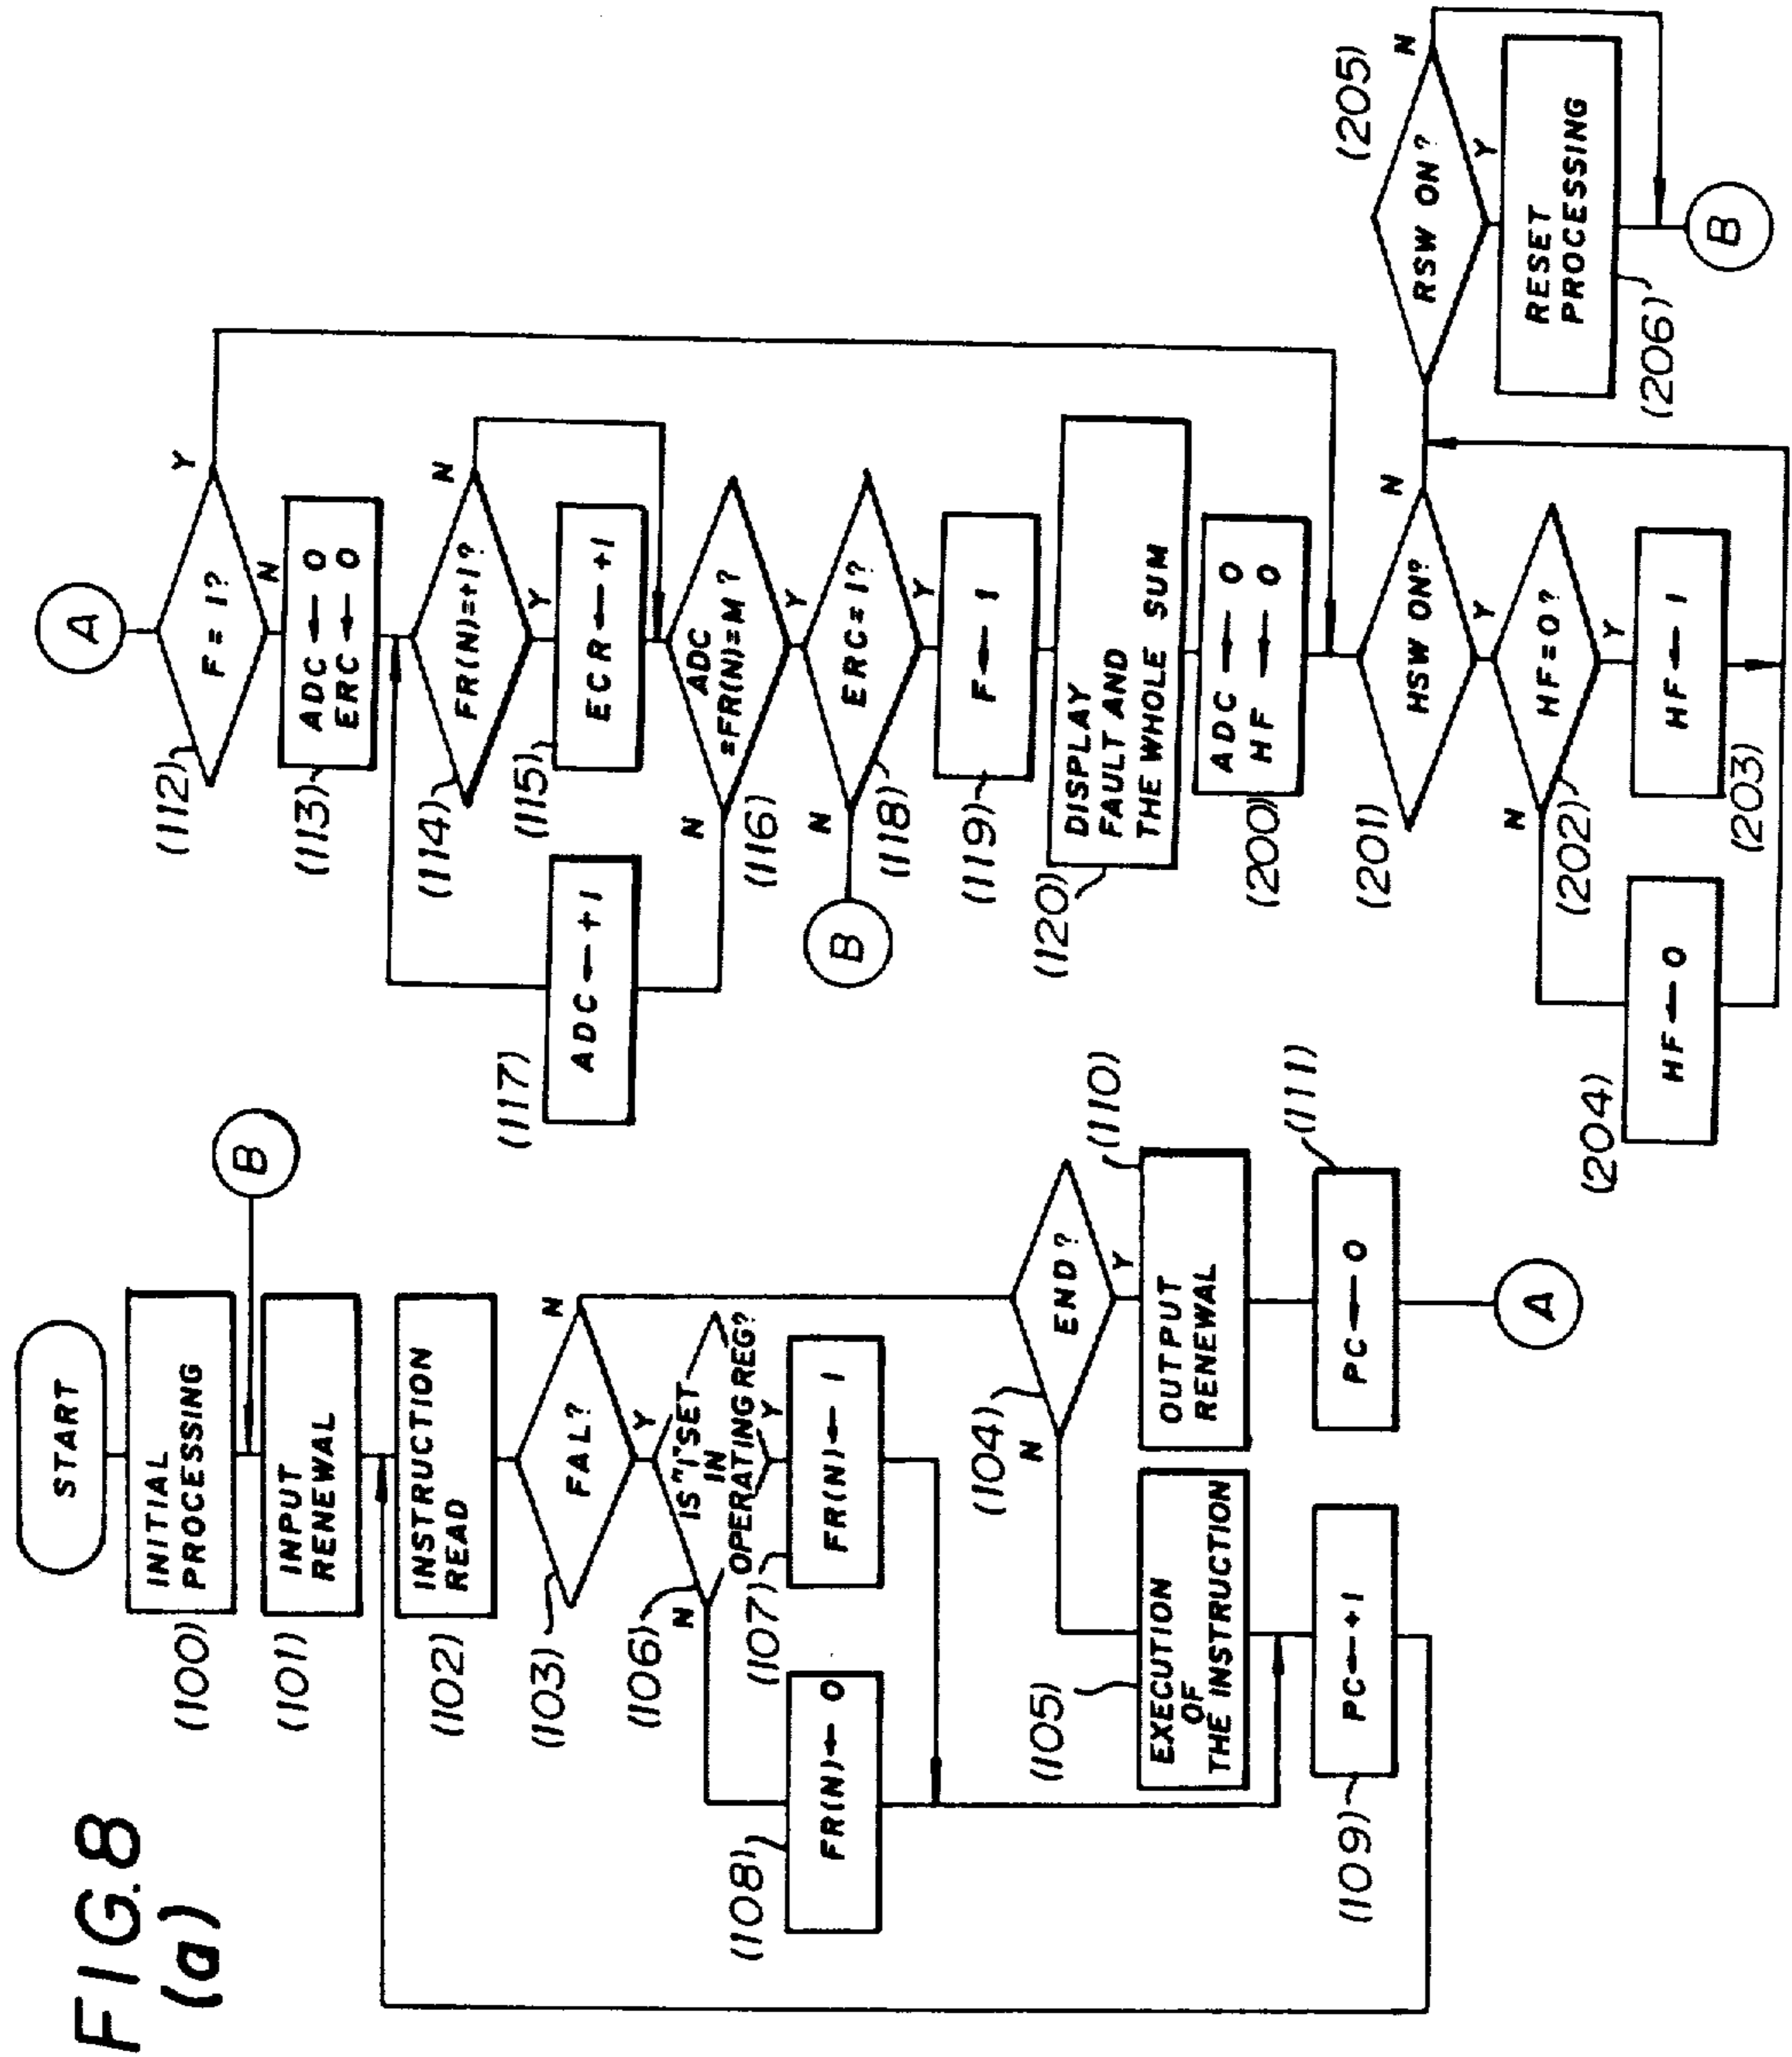 FIG.8
(a)
START
INITIAL
PROCESSING
(100)
B
INPUT
RENEWAL
(101)
INSTRUCTION
READ
(102)
FAL?
(103)
N
Y
IS "1" SET
IN
OPERATING REG?
(106)
N
Y
FR(N)←1
(107)
FR(N)←0
(108)
END?
(104)
N
Y
EXECUTION
OF
THE INSTRUCTION
(105)
OUTPUT
RENEWAL
(110)
PC←+1
(109)
PC←0
(111)
A
A
F=1?
(112)
Y
N
ADC←0
ERC←0
(113)
FR(N)=+1?
(114)
N
Y
ECR←+1
(115)
ADC
=FR(N)=M?
(116)
N
Y
ADC←+1
(117)
ERC=1?
(118)
N
Y
B
F←1
(119)
DISPLAY
FAULT AND
THE WHOLE SUM
(120)
ADC←0
HF←0
(200)
HSW ON?
(201)
N
Y
HF=0?
(202)
N
Y
HF←1
(203)
HF←0
(204)
RSW ON?
(205)
N
Y
RESET
PROCESSING
(206)
B